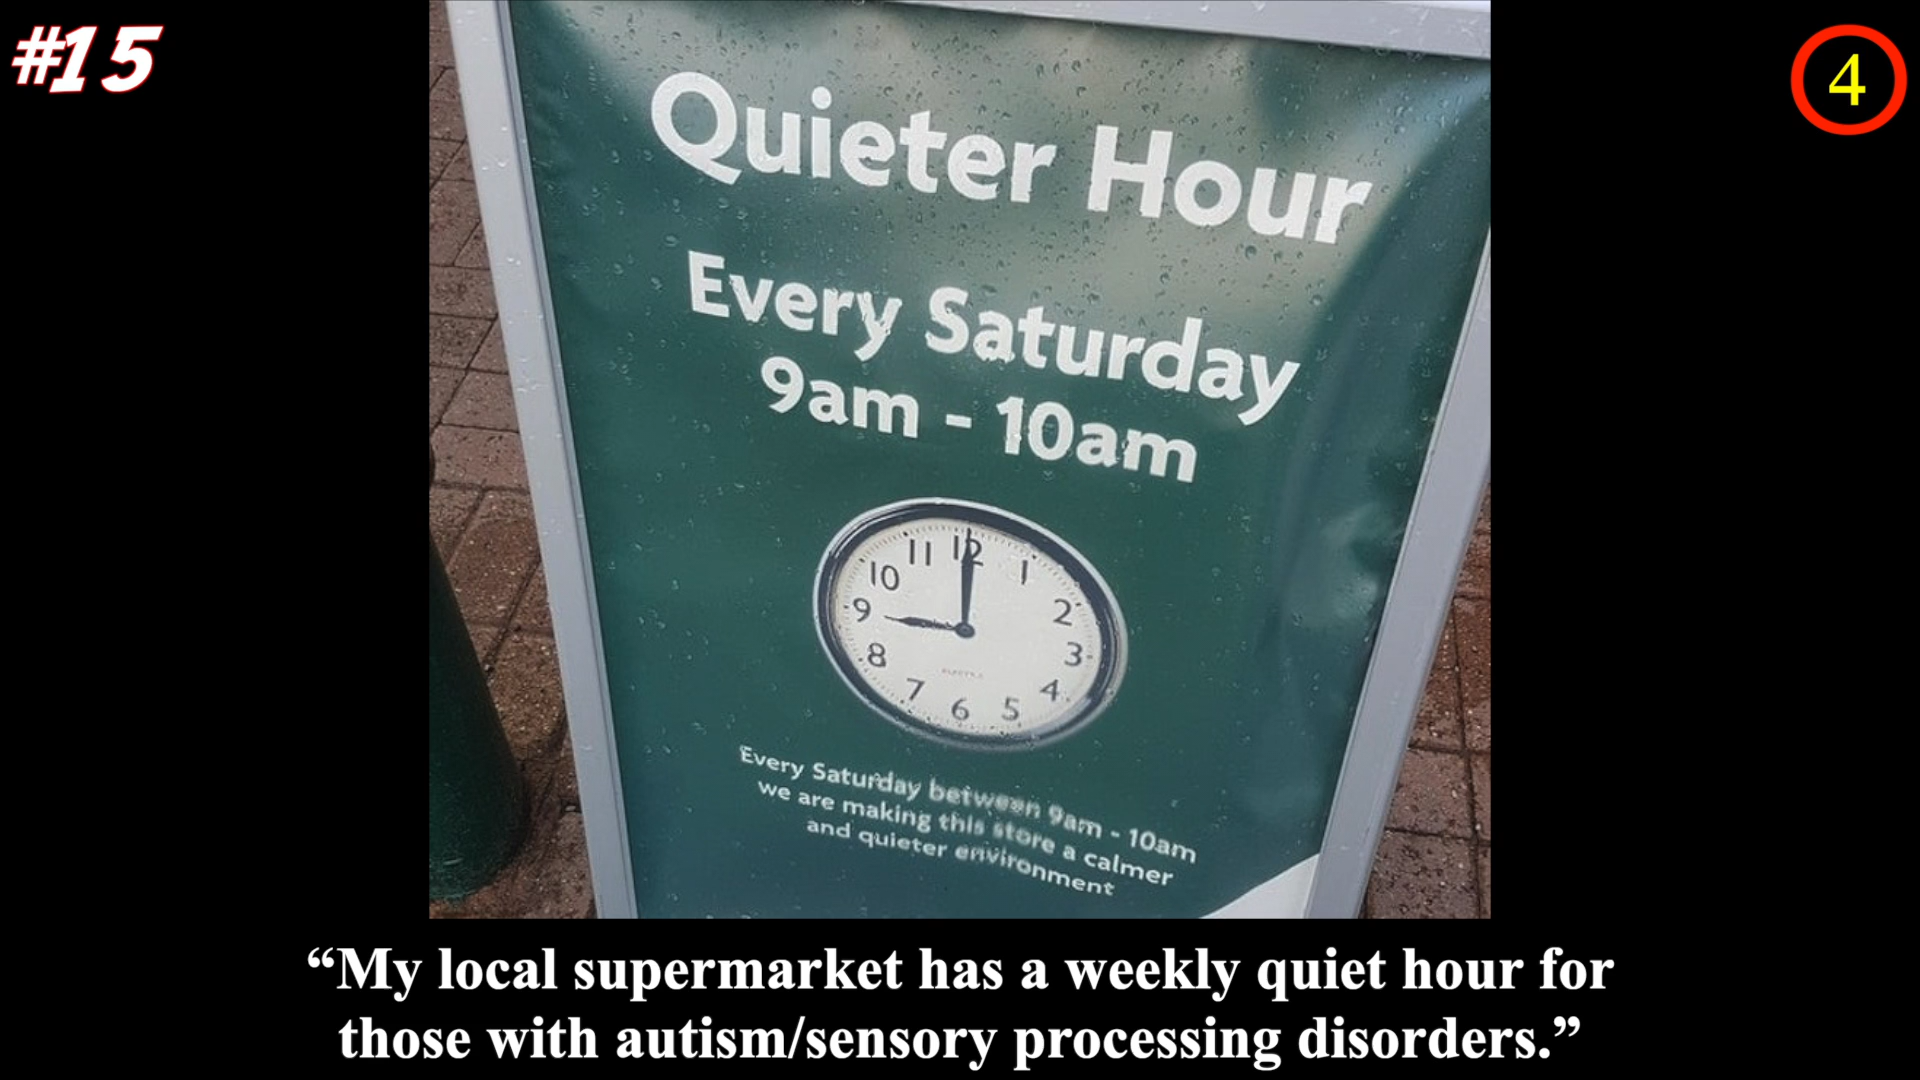 #15
4
Quieter Hour
Every Saturday
9am - 10am
12
1
2
3
4
5
6
7
8
9
10
11
Every Saturday between 9am - 10am
we are making this store a calmer
and quieter environment
“My local supermarket has a weekly quiet hour for
those with autism/sensory processing disorders.”